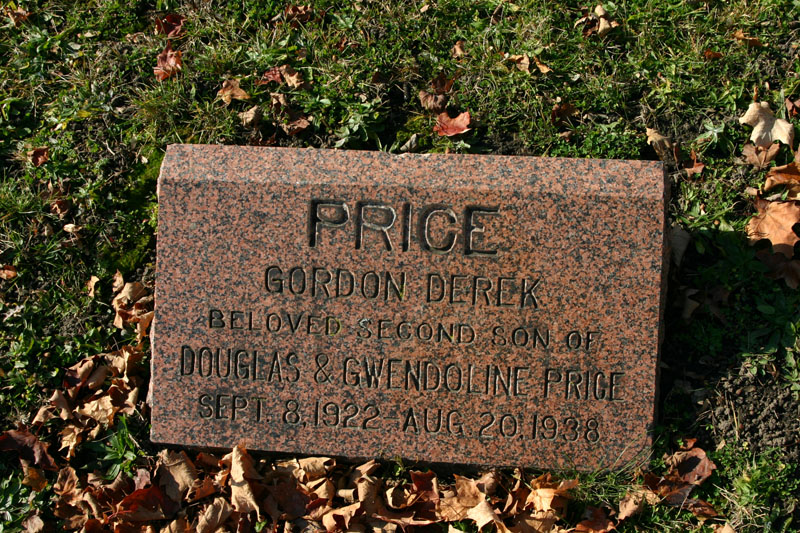 PRICE
GORDON DEREK
BELOVED SECOND SON OF
DOUGLAS & GWENDOLINE PRICE
SEPT. 8, 1922 - AUG. 20, 1938